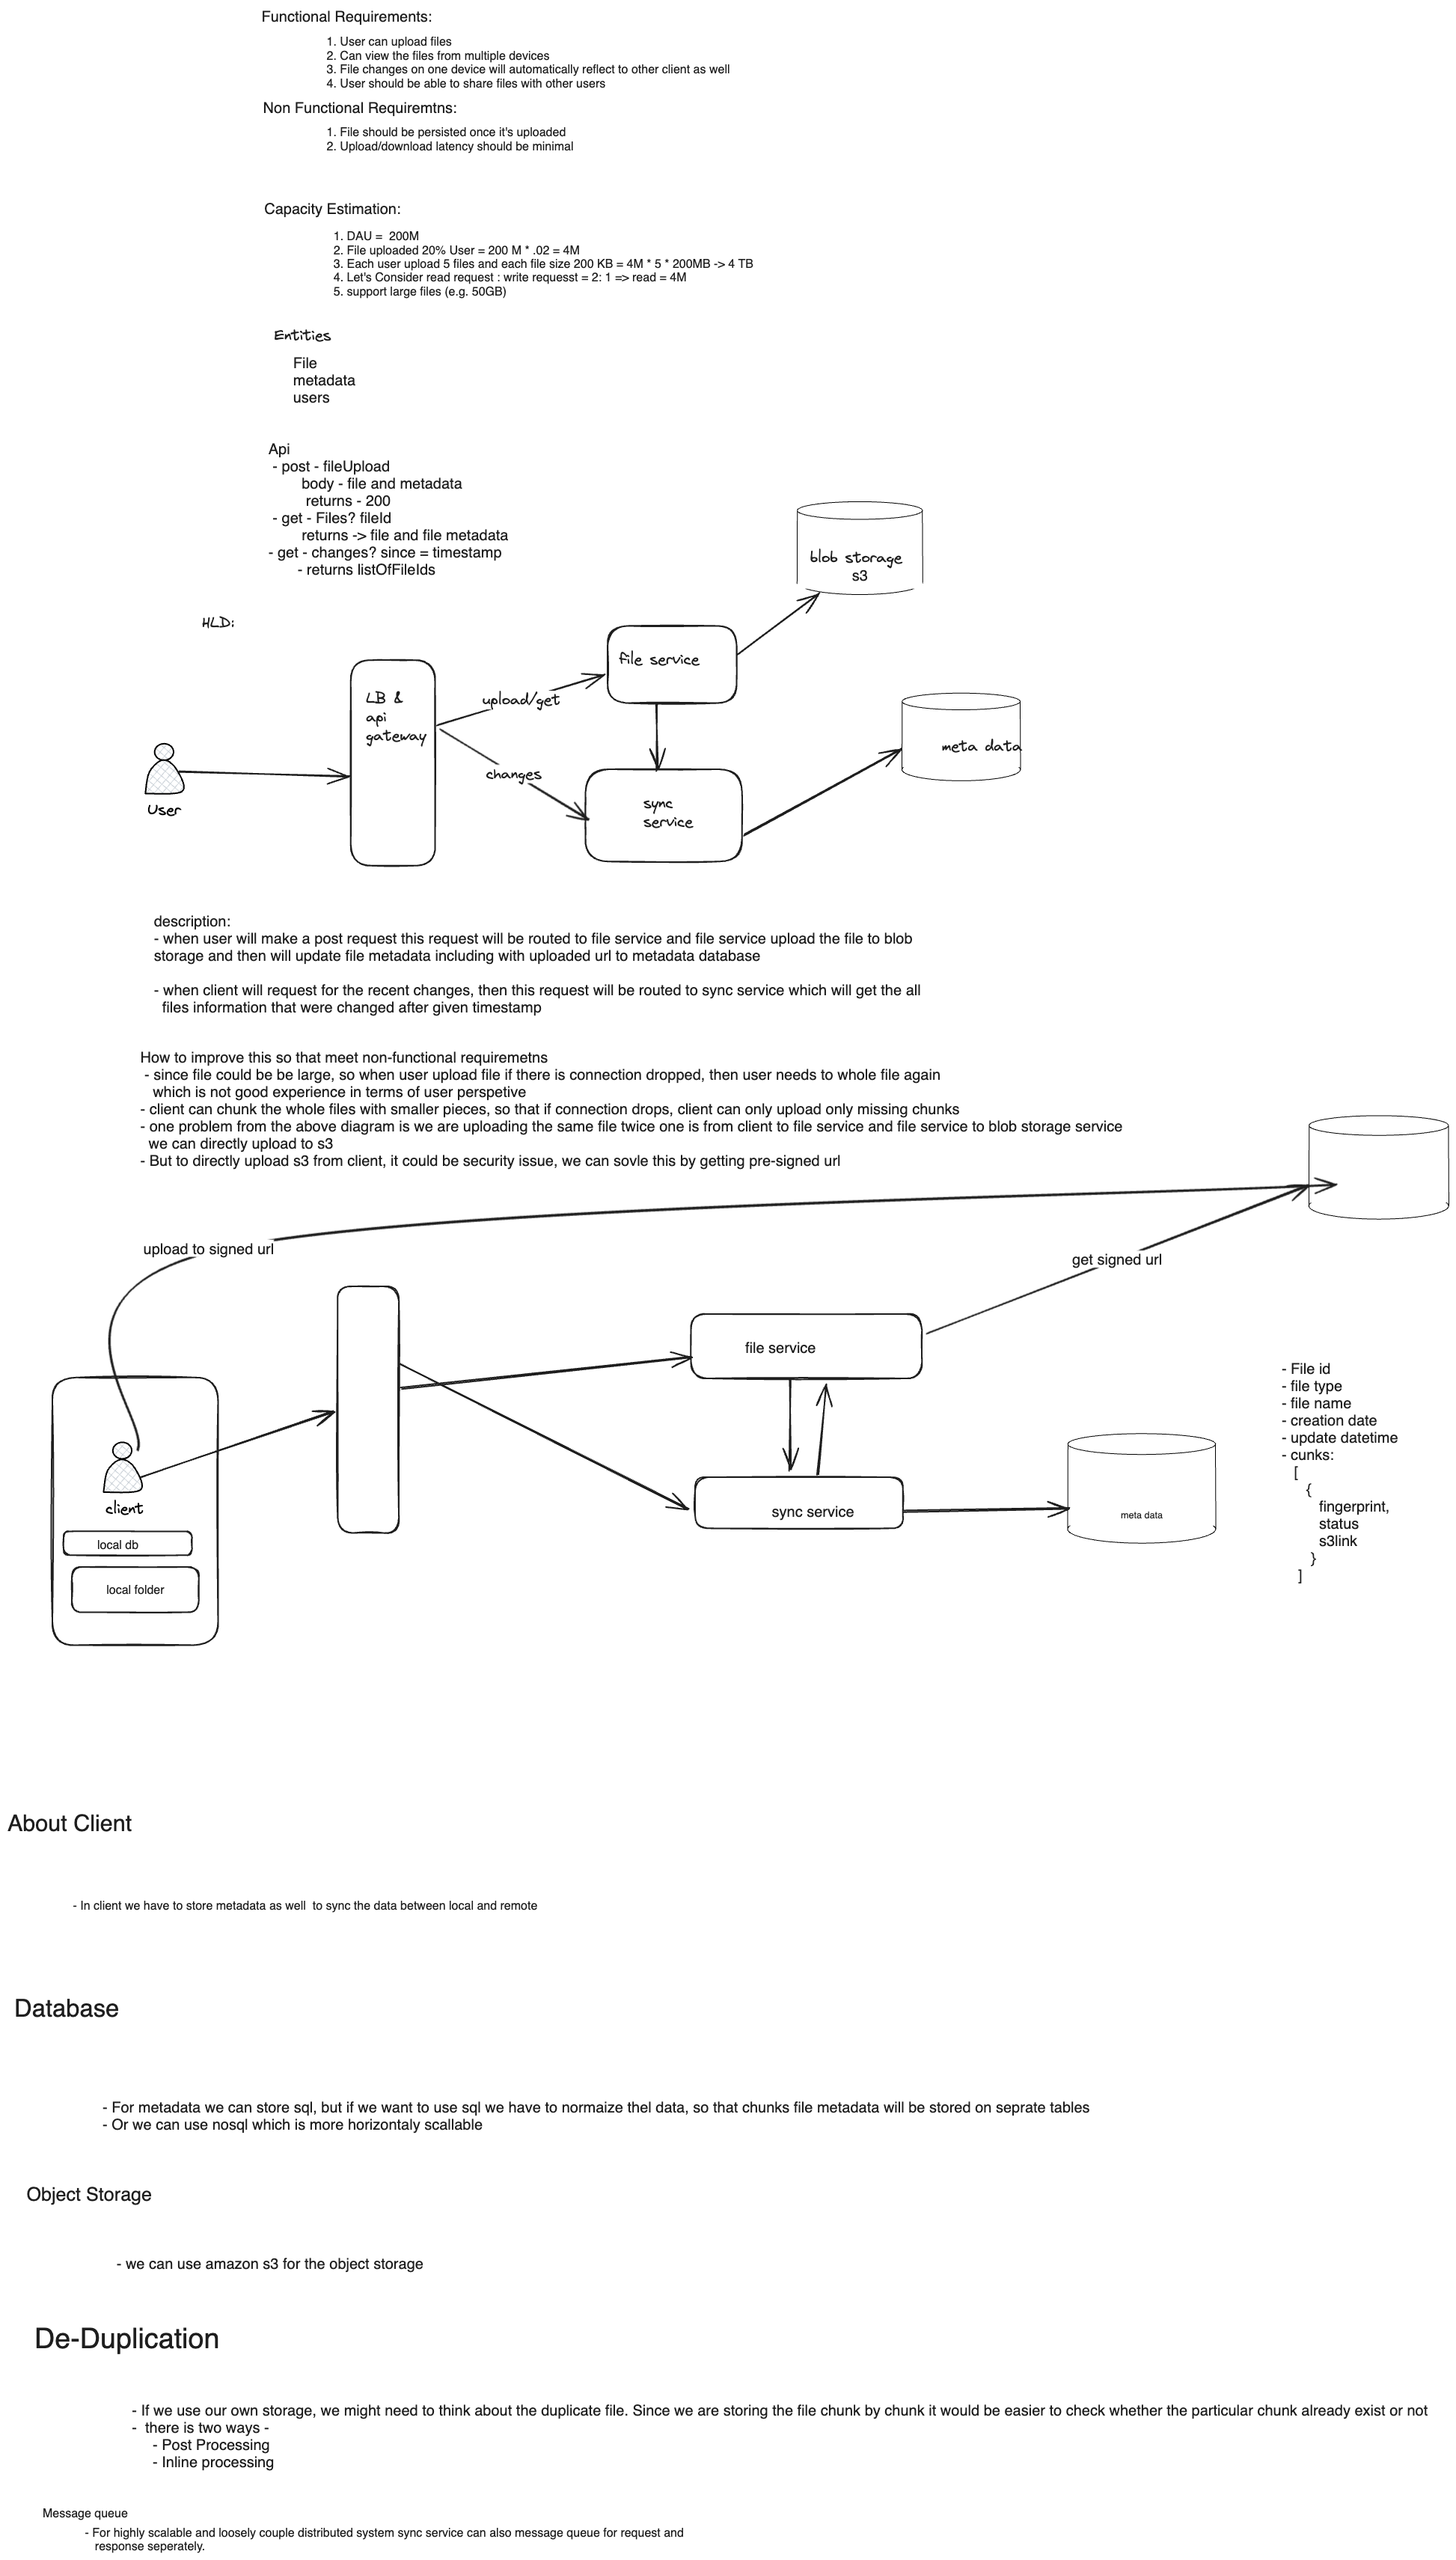 Functional Requirements:
1. User can upload files
2. Can view the files from multiple devices
3. File changes on one device will automatically reflect to other client as well
4. User should be able to share files with other users
Non Functional Requiremtns:
1. File should be persisted once it's uploaded
2. Upload/download latency should be minimal
Capacity Estimation:
1. DAU = 200M
2. File uploaded 20% User = 200 M * .02 = 4M
3. Each user upload 5 files and each file size 200 KB = 4M * 5 * 200MB -> 4 TB
4. Let's Consider read request : write requesst = 2: 1 => read = 4M
5. support large files (e.g. 50GB)
Entities
File
metadata
users
Api
- post - fileUpload
body - file and metadata
returns - 200
- get - Files? fileId
returns -> file and file metadata
- get - changes? since = timestamp
- returns listOfFileIds
blob storage
s3
HLD:
file service
LB &
api
gateway
upload/get
meta data
changes
sync
service
User
description:
- when user will make a post request this request will be routed to file service and file service upload the file to blob
storage and then will update file metadata including with uploaded url to metadata database
- when client will request for the recent changes, then this request will be routed to sync service which will get the all
files information that were changed after given timestamp
How to improve this so that meet non-functional requiremetns
- since file could be be large, so when user upload file if there is connection dropped, then user needs to whole file again
which is not good experience in terms of user perspetive
- client can chunk the whole files with smaller pieces, so that if connection drops, client can only upload only missing chunks
- one problem from the above diagram is we are uploading the same file twice one is from client to file service and file service to blob storage service
we can directly upload to s3
- But to directly upload s3 from client, it could be security issue, we can sovle this by getting pre-signed url
upload to signed url
get signed url
file service
- File id
- file type
- file name
- creation date
- update datetime
- cunks:
[
{
fingerprint,
status
s3link
}
]
client
sync service
meta data
local db
local folder
About Client
- In client we have to store metadata as well to sync the data between local and remote
Database
- For metadata we can store sql, but if we want to use sql we have to normaize thel data, so that chunks file metadata will be stored on seprate tables
- Or we can use nosql which is more horizontaly scallable
Object Storage
- we can use amazon s3 for the object storage
De-Duplication
- If we use our own storage, we might need to think about the duplicate file. Since we are storing the file chunk by chunk it would be easier to check whether the particular chunk already exist or not
- there is two ways -
- Post Processing
- Inline processing
Message queue
- For highly scalable and loosely couple distributed system sync service can also message queue for request and
response seperately.